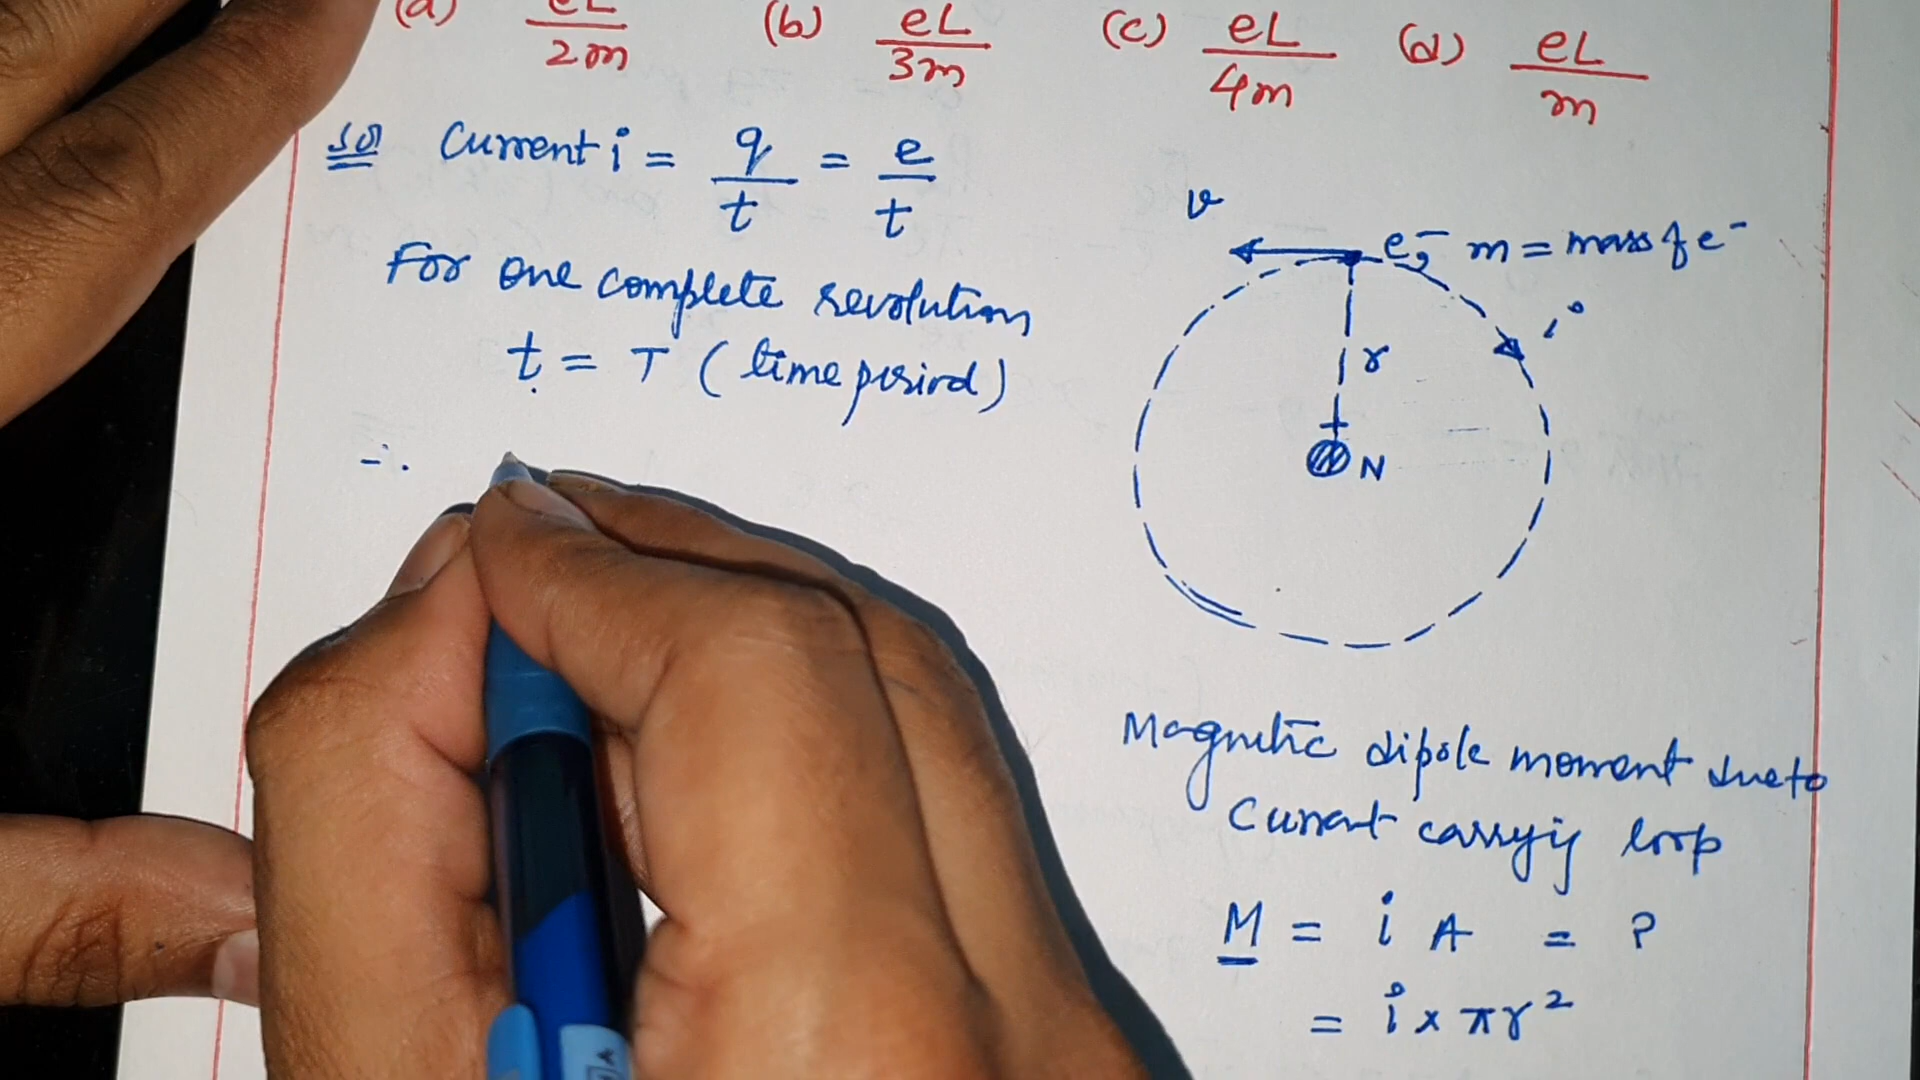 (a) eL/2m (b) eL/3m (c) eL/4m (d) eL/m
Sol Current i = q/t = e/t
For one complete revolution
t = T (time period)
∴
v
e⁻, m = mass of e⁻
i
r
+
N
Magnetic dipole moment due to
Current carryig loop
M = i A = ?
= i × πr²